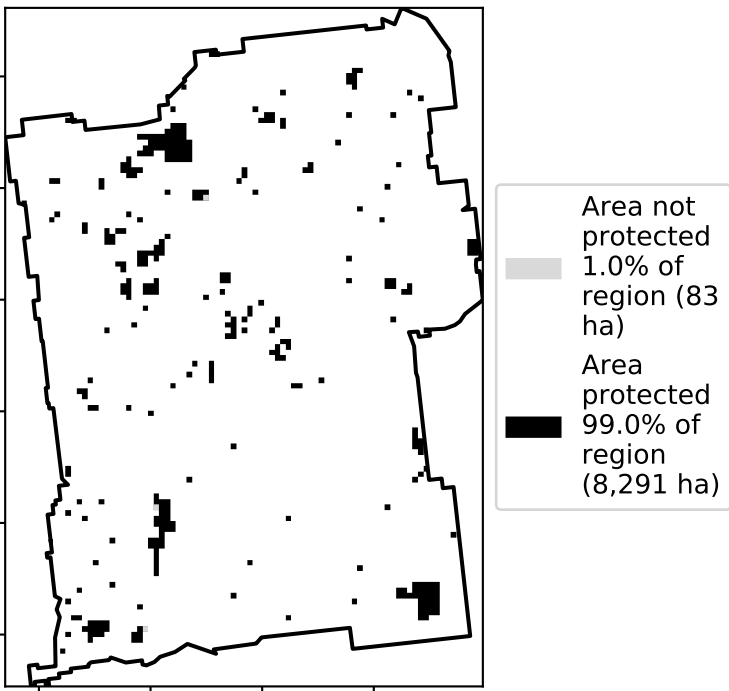 Area not
protected
1.0% of
region (83
ha)
Area
protected
99.0% of
region
(8,291 ha)